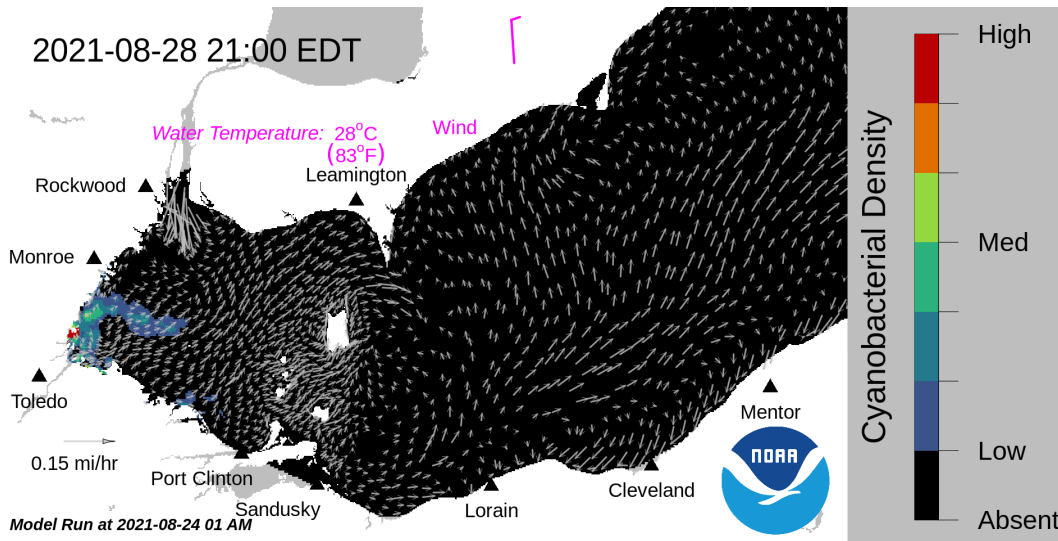 2021-08-28 21:00 EDT
Water Temperature: 28°C
(83°F)
Wind
Leamington
Rockwood
Monroe
Toledo
0.15 mi/hr
Port Clinton
Sandusky
Lorain
Cleveland
Mentor
NOAA
Model Run at 2021-08-24 01 AM
Cyanobacterial Density
High
Med
Low
Absent